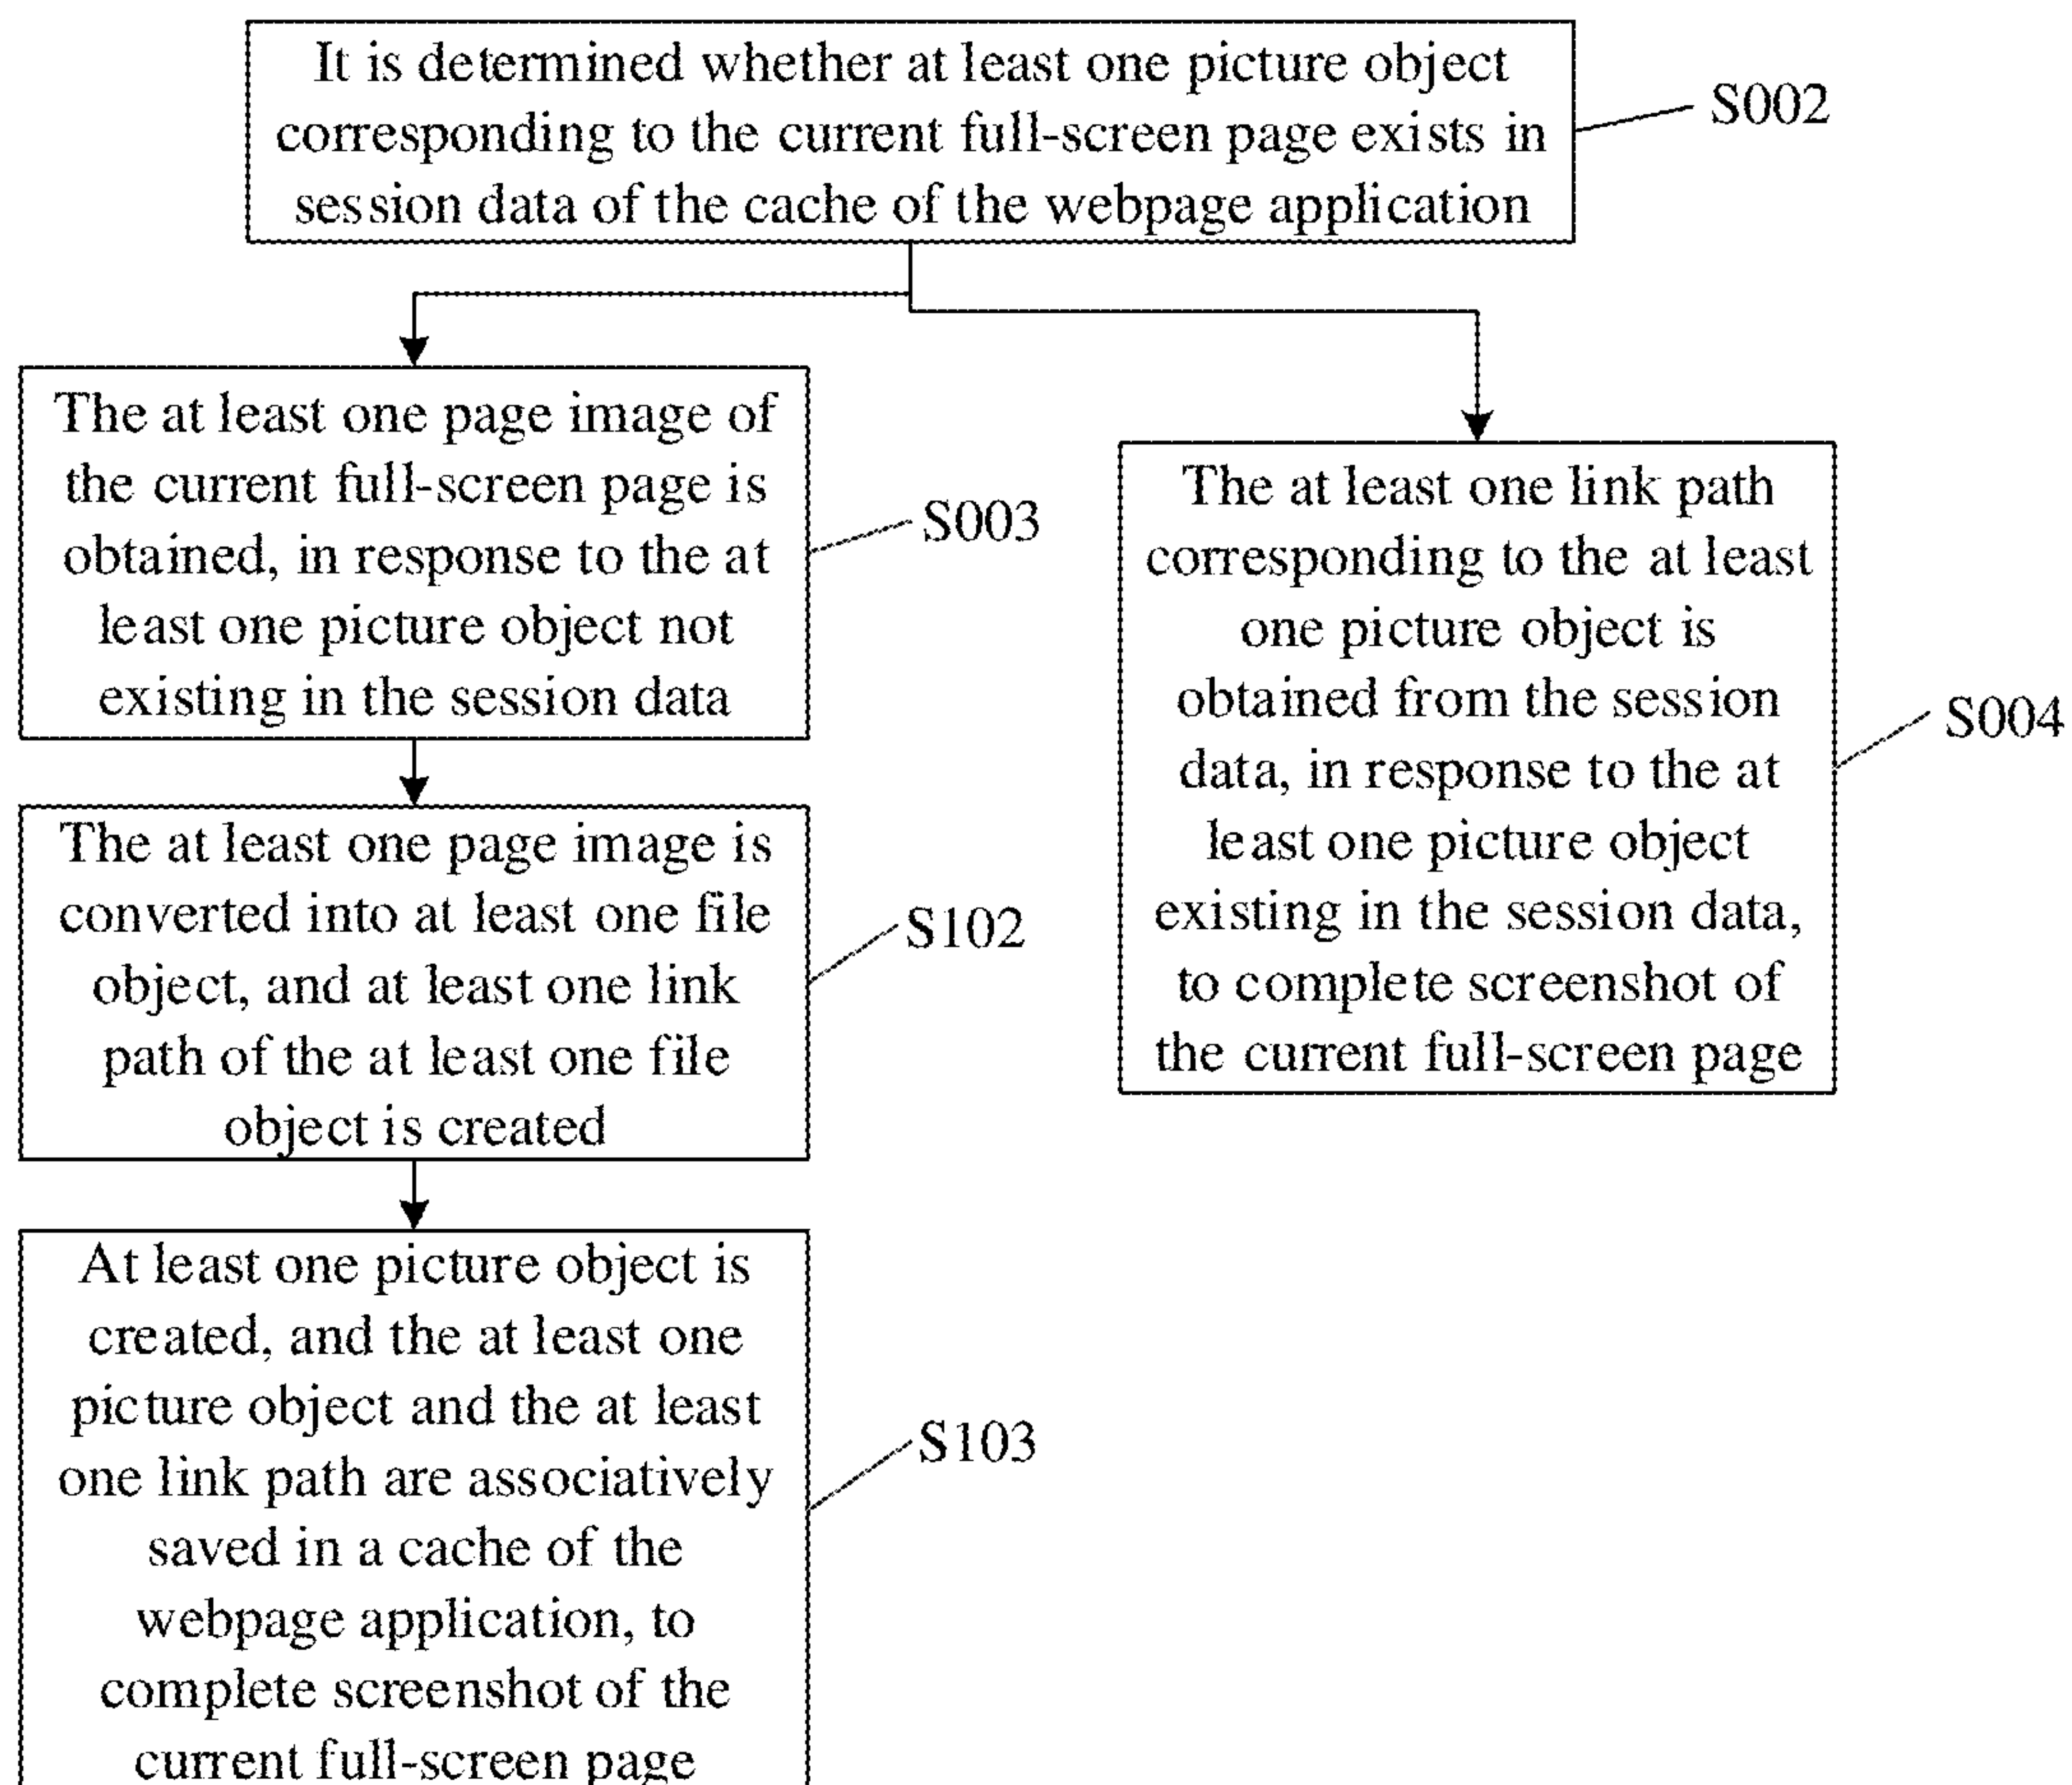 It is determined whether at least one picture object
corresponding to the current full-screen page exists in
session data of the cache of the webpage application
S002
The at least one page image of
the current full-screen page is
obtained, in response to the at
least one picture object not
existing in the session data
S003
The at least one link path
corresponding to the at least
one picture object is
obtained from the session
data, in response to the at
least one picture object
existing in the session data,
to complete screenshot of
the current full-screen page
S004
The at least one page image is
converted into at least one file
object, and at least one link
path of the at least one file
object is created
S102
At least one picture object is
created, and the at least one
picture object and the at least
one link path are associatively
saved in a cache of the
webpage application, to
complete screenshot of the
current full-screen page
S103